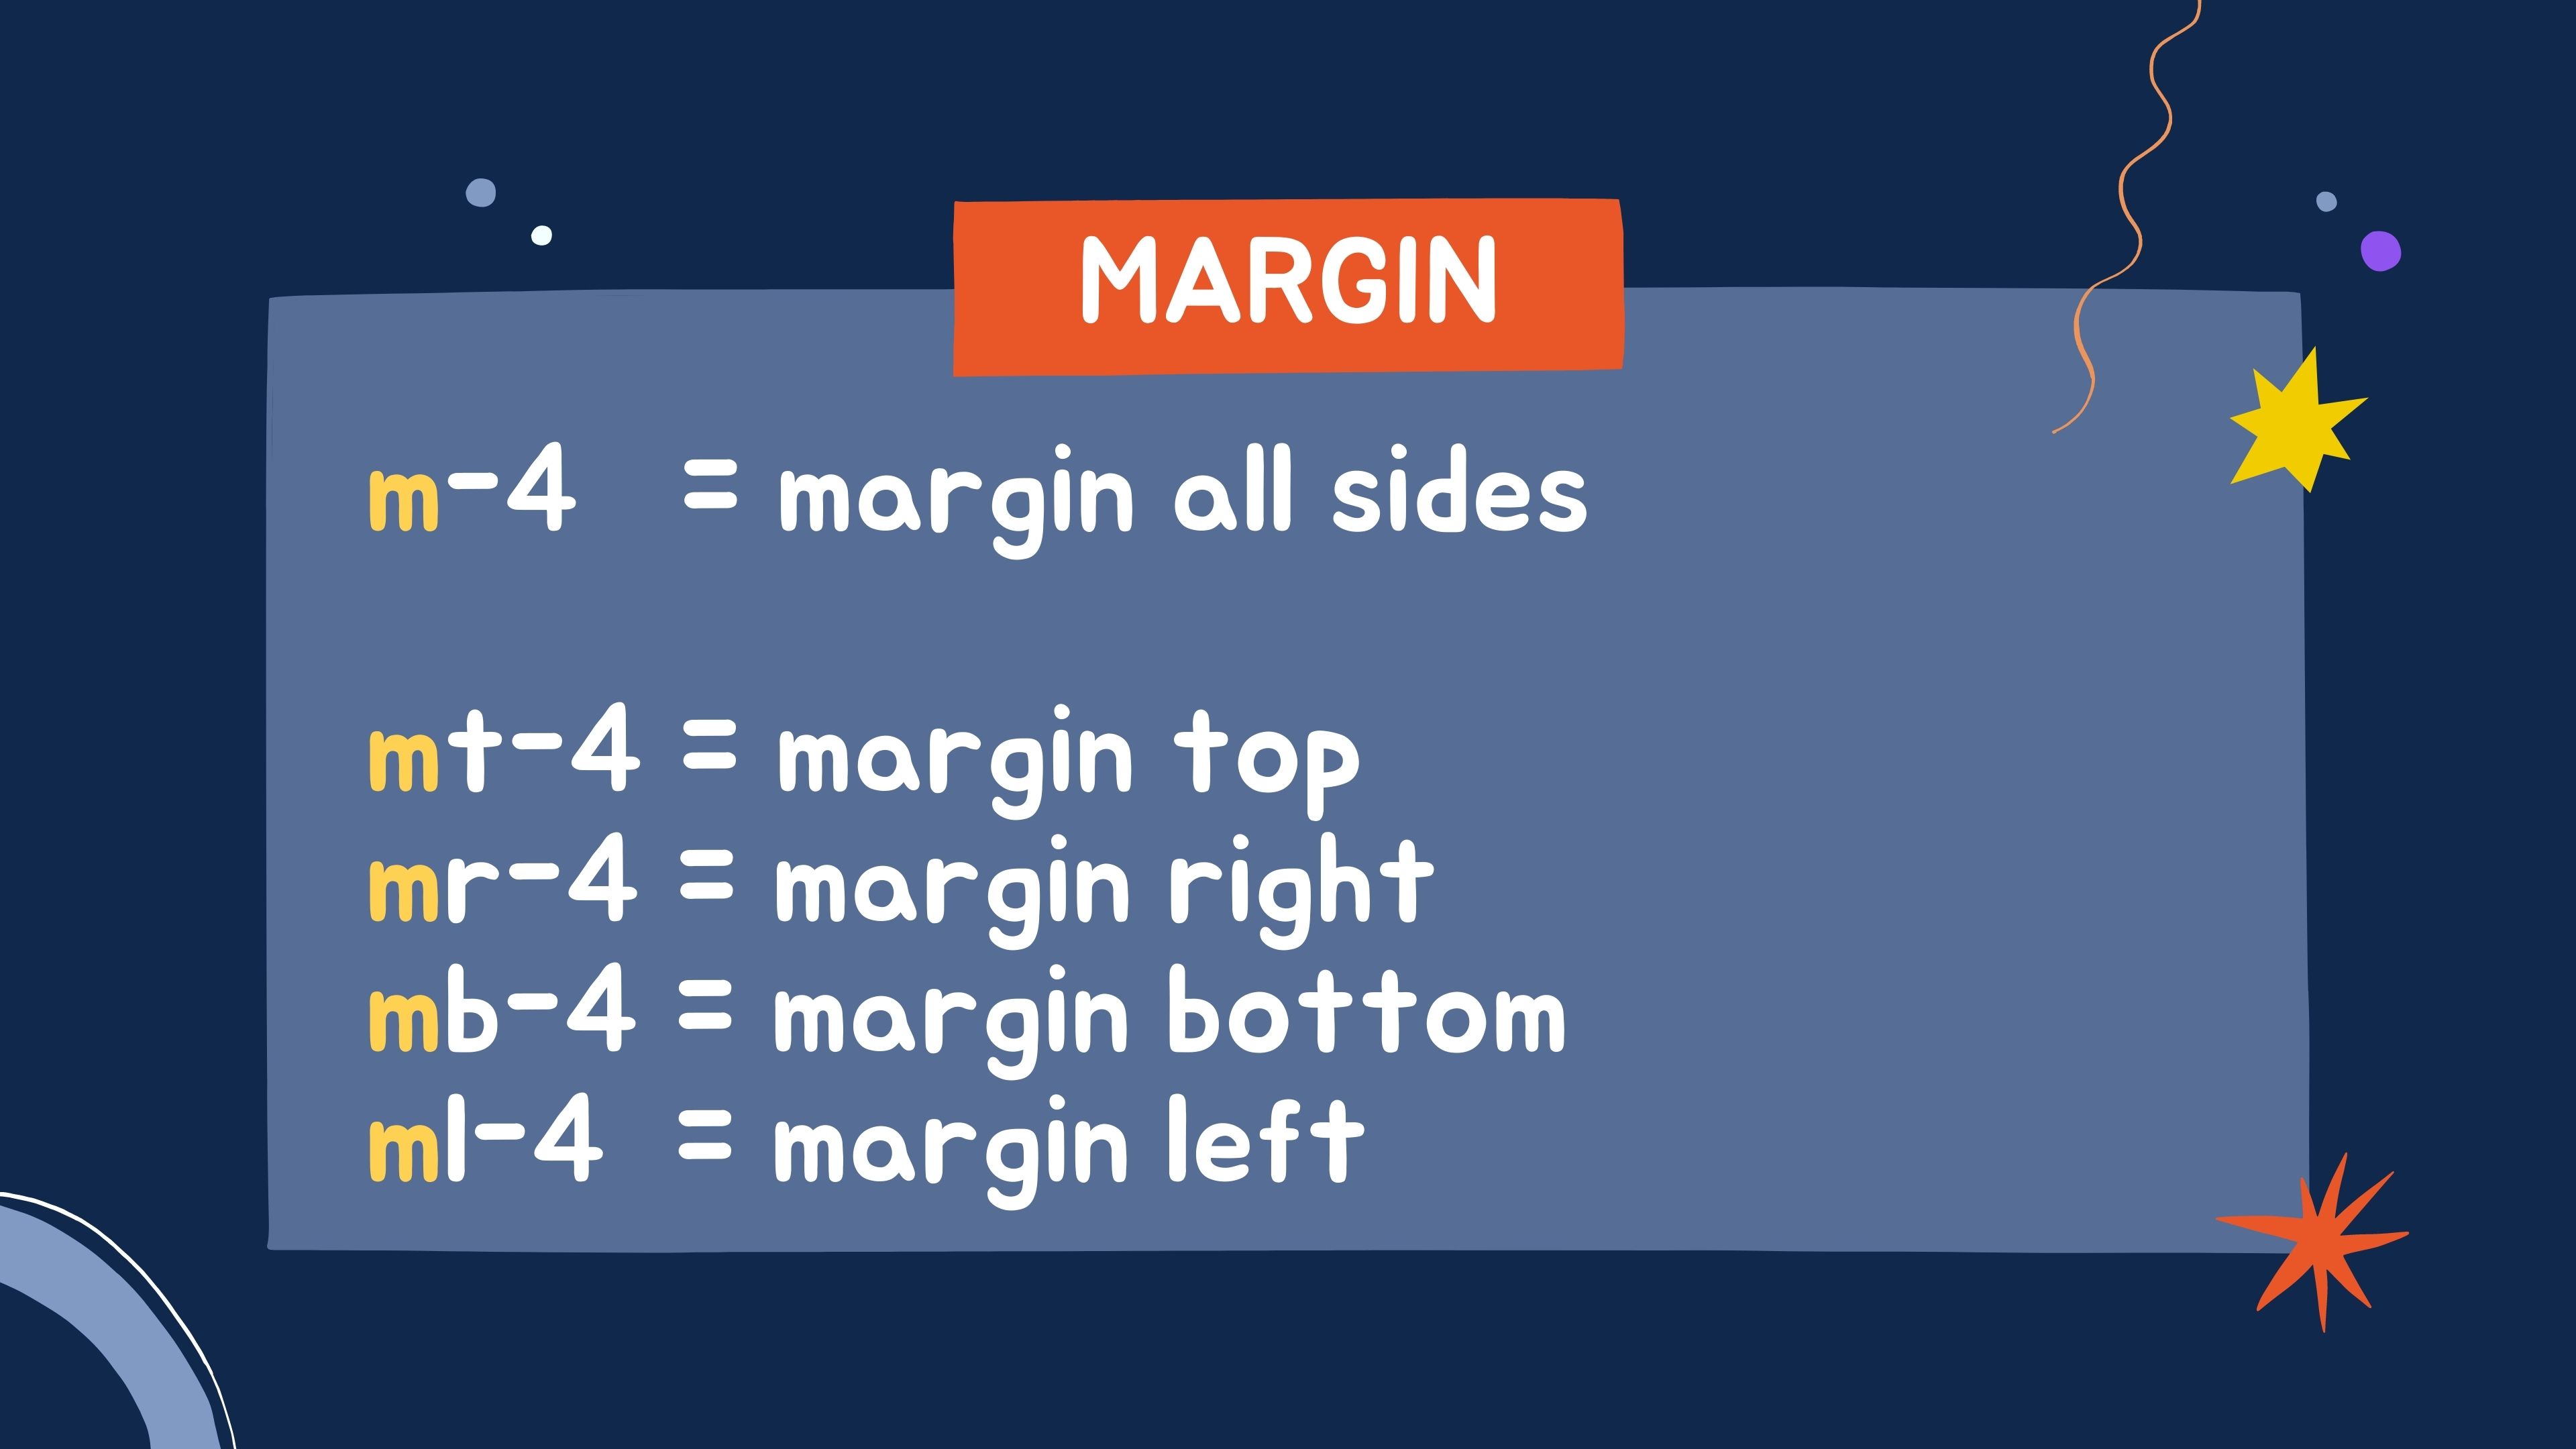 MARGIN
m-4 = margin all sides
mt-4 = margin top
mr-4 = margin right
mb-4 = margin bottom
ml-4 = margin left